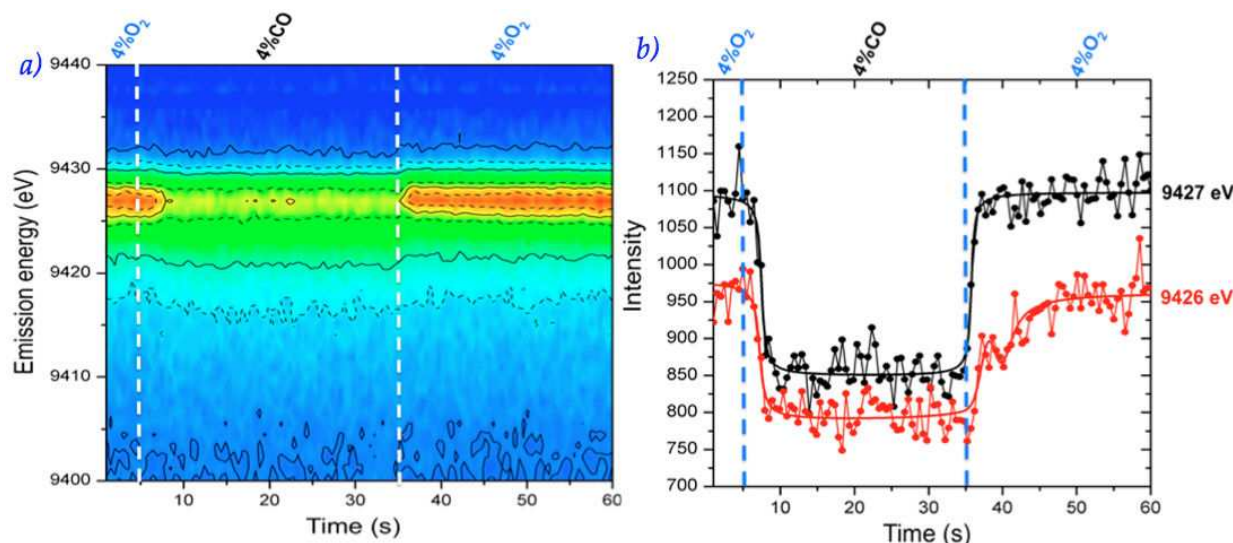 a)
4%O₂
4%CO
4%O₂
9440
9430
9420
9410
9400
Emission energy (eV)
10
20
30
40
50
60
Time (s)
b)
4%O₂
4%CO
4%O₂
1250
1200
1150
1100
1050
1000
950
900
850
800
750
700
Intensity
9427 eV
9426 eV
10
20
30
40
50
60
Time (s)